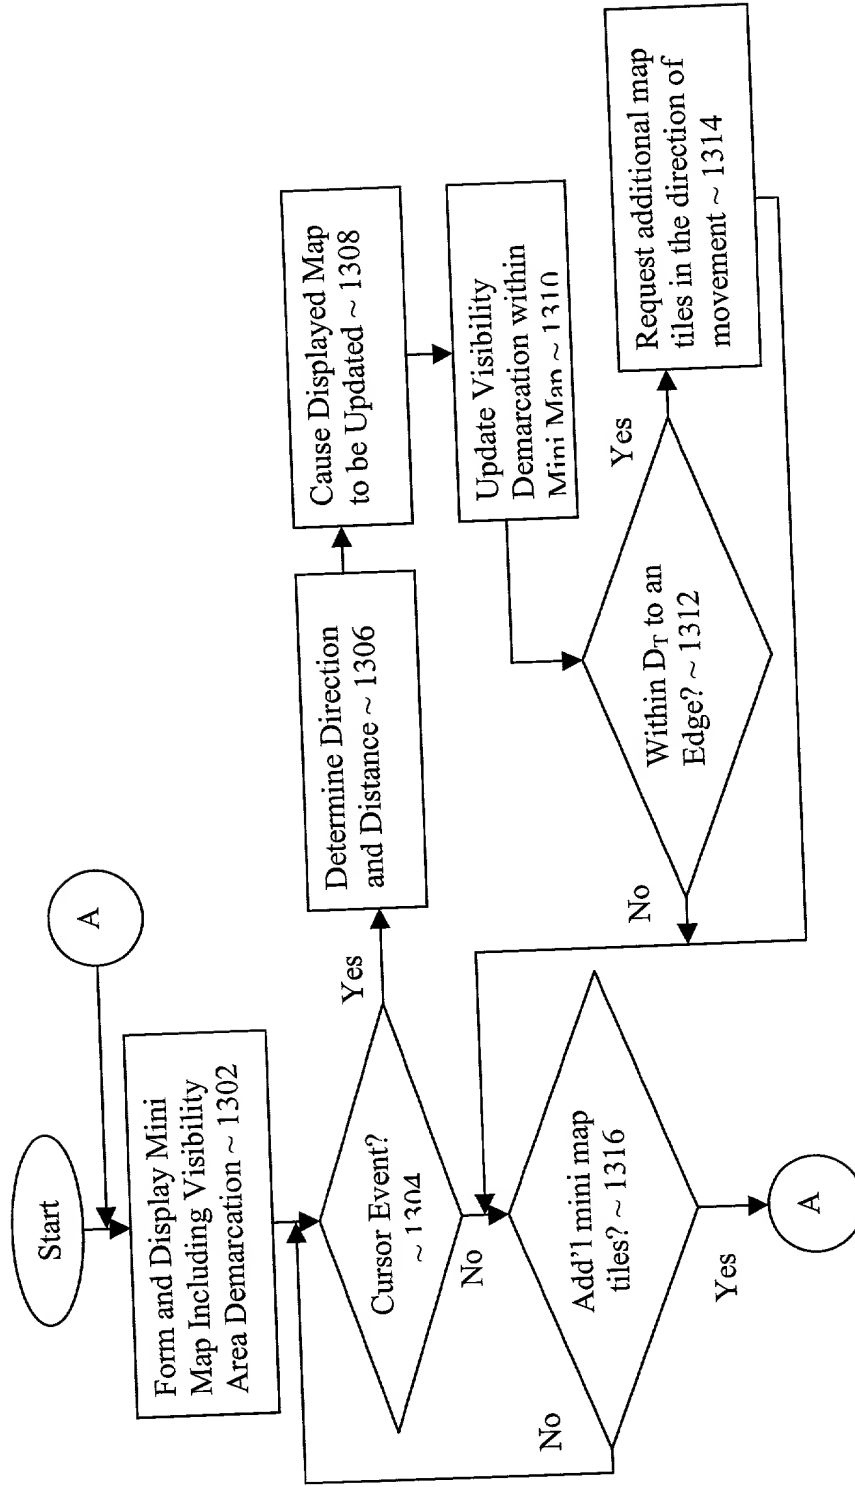 Start
A
Form and Display Mini
Map Including Visibility
Area Demarcation ~ 1302
Cursor Event?
~ 1304
Yes
No
Determine Direction
and Distance ~ 1306
Cause Displayed Map
to be Updated ~ 1308
Update Visibility
Demarcation within
Mini Map ~ 1310
Within DT to an
Edge? ~ 1312
Yes
No
Request additional map
tiles in the direction of
movement ~ 1314
Add'l mini map
tiles? ~ 1316
No
Yes
A